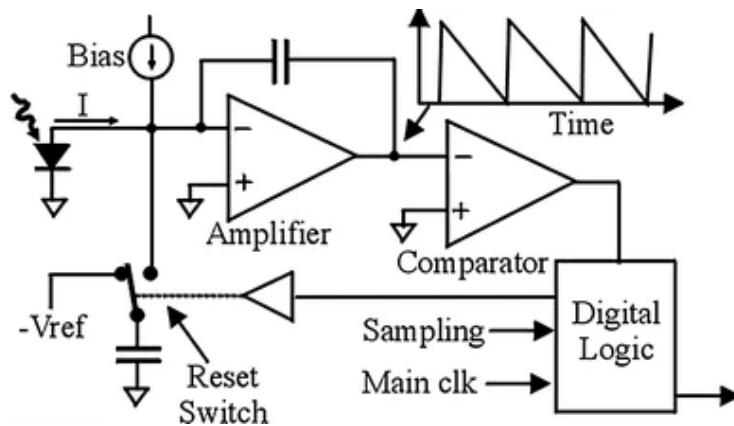 Bias
I
−
+
Amplifier
Time
−
+
Comparator
-Vref
Reset
Switch
Sampling
Main clk
Digital
Logic